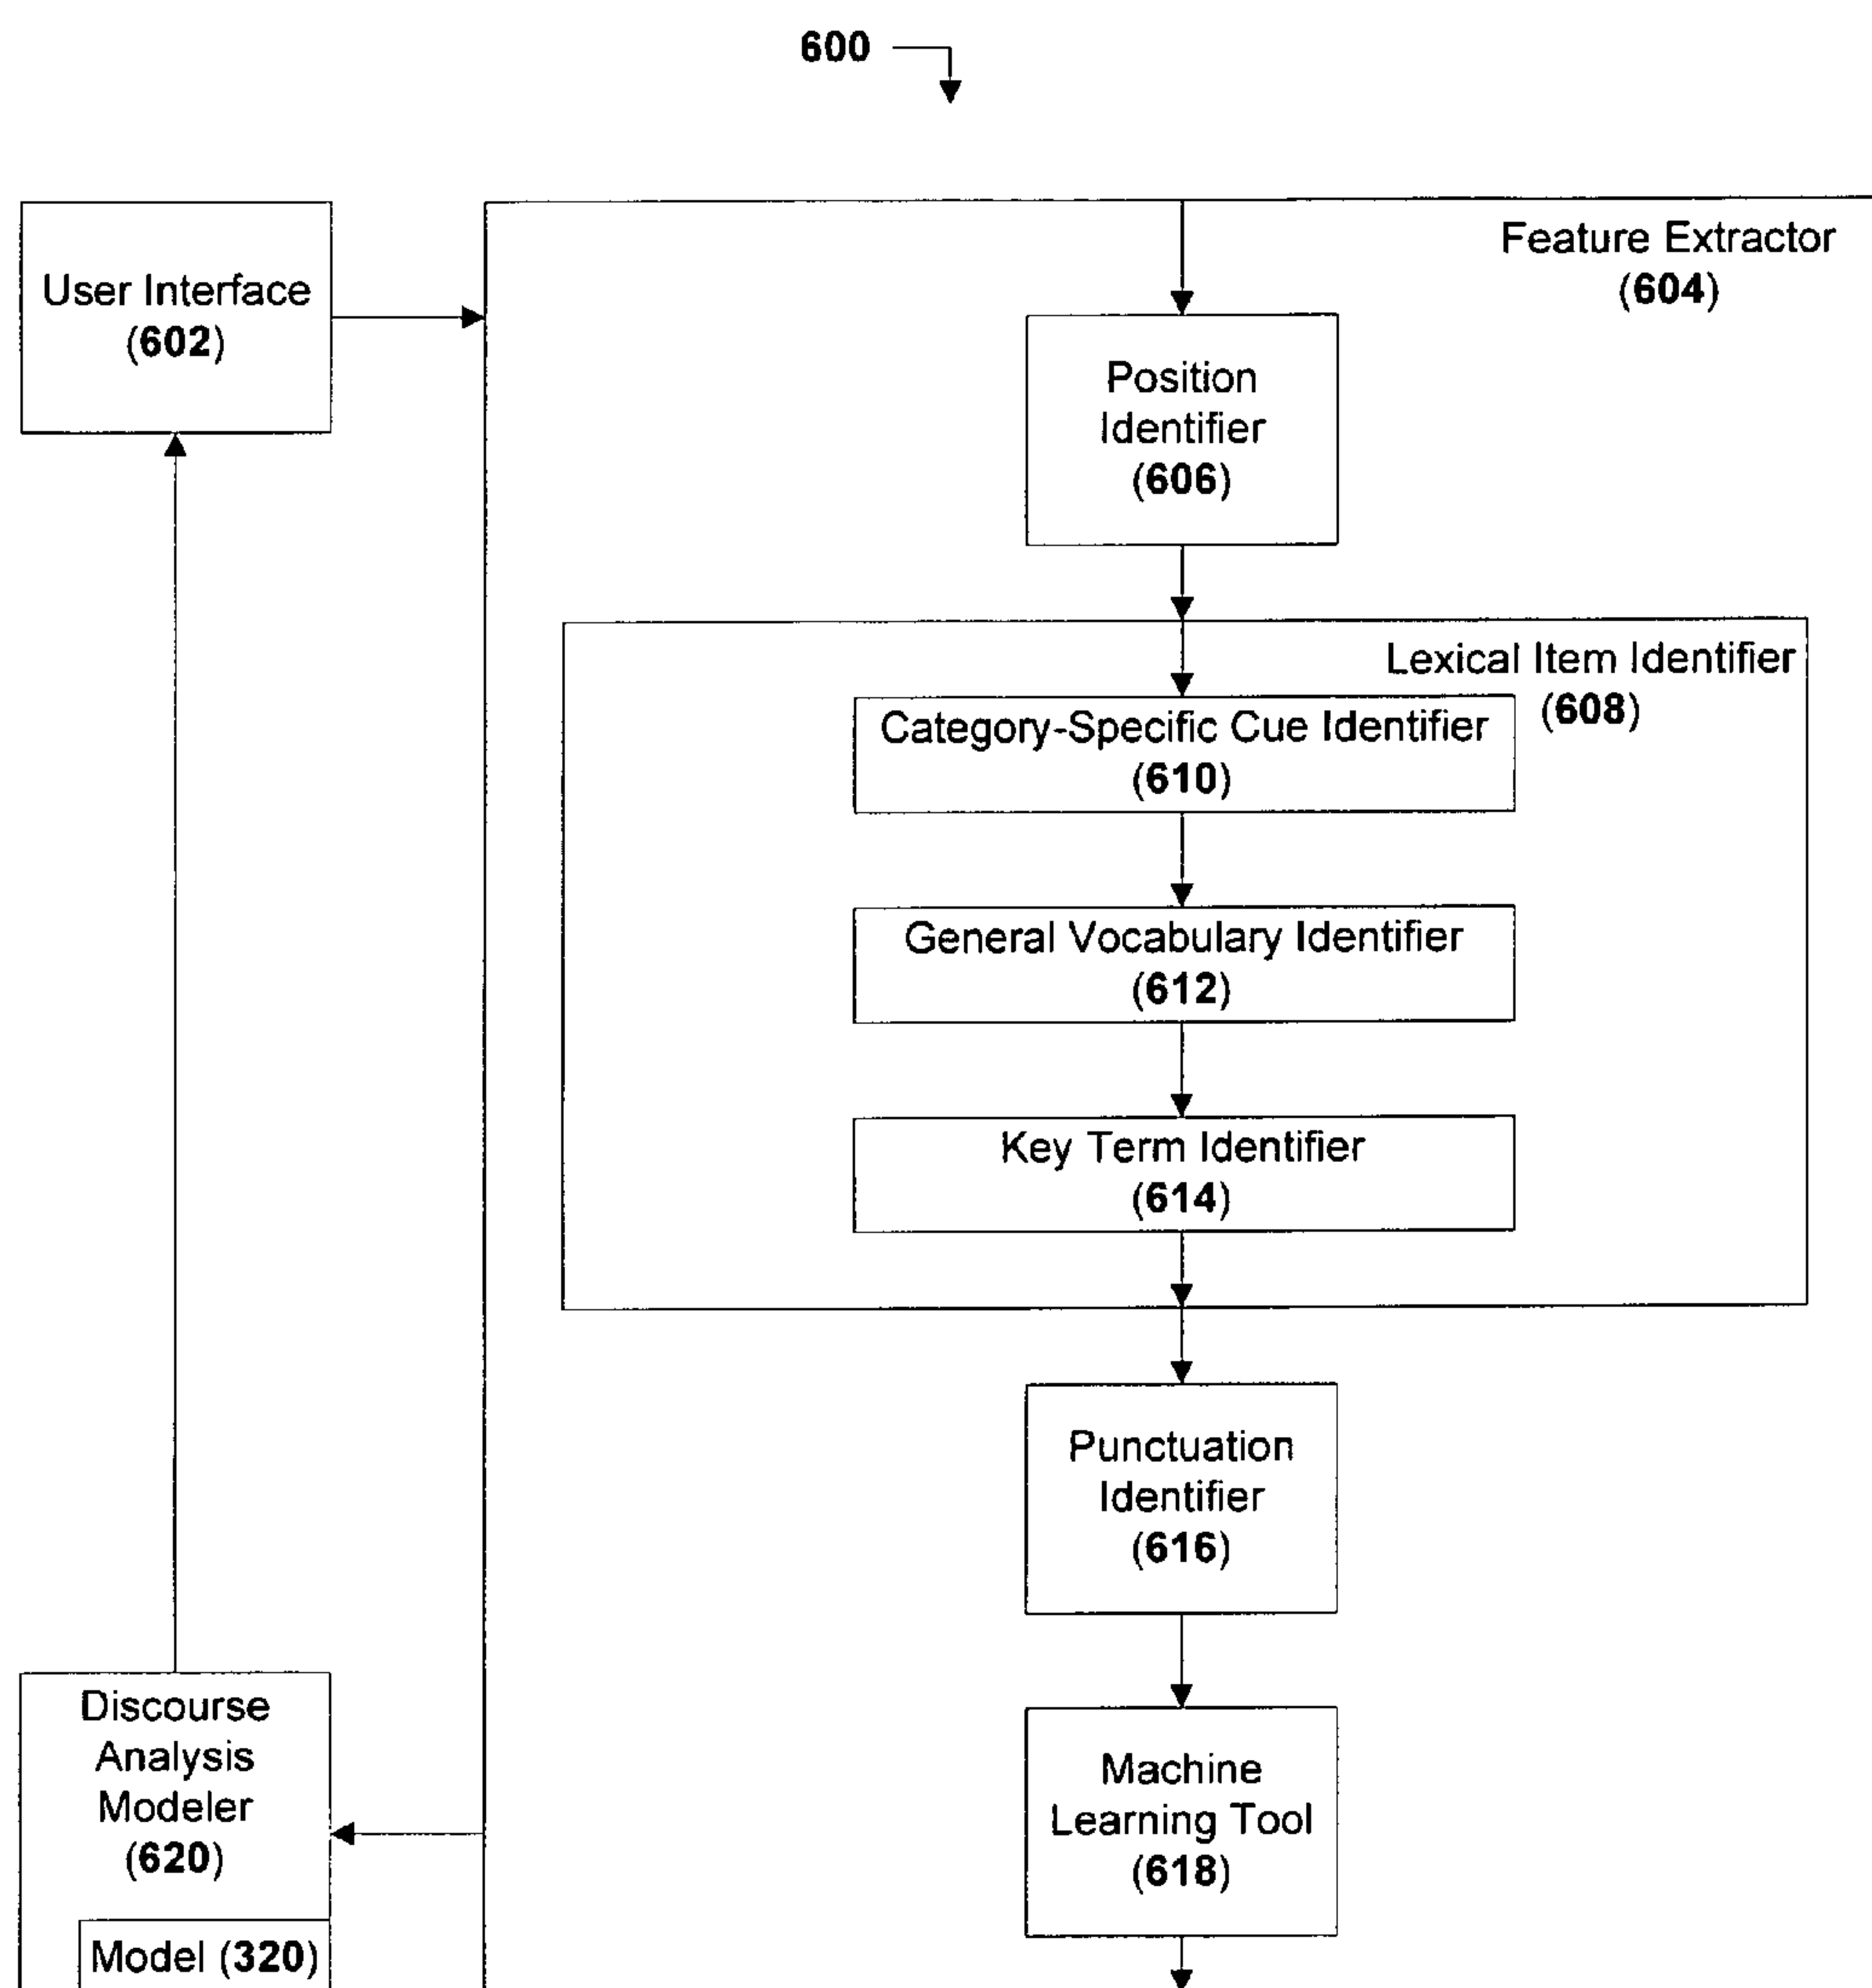 600
User Interface
(602)
Feature Extractor
(604)
Position
Identifier
(606)
Lexical Item Identifier
(608)
Category-Specific Cue Identifier
(610)
General Vocabulary Identifier
(612)
Key Term Identifier
(614)
Punctuation
Identifier
(616)
Discourse
Analysis
Modeler
(620)
Model (320)
Machine
Learning Tool
(618)